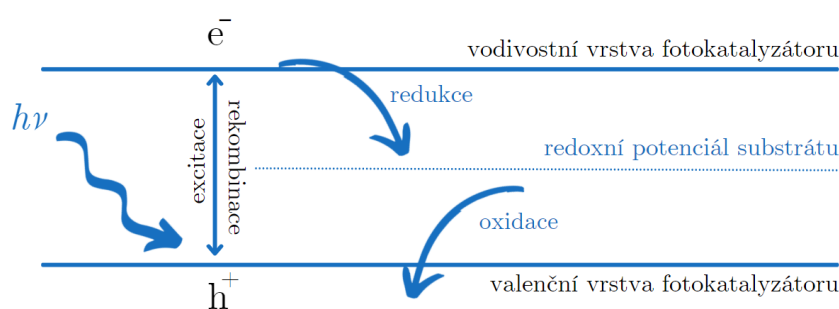 e⁻
vodivostní vrstva fotokatalyzátoru
redukce
hν
excitace
rekombinace
redoxní potenciál substrátu
oxidace
h⁺
valenční vrstva fotokatalyzátoru